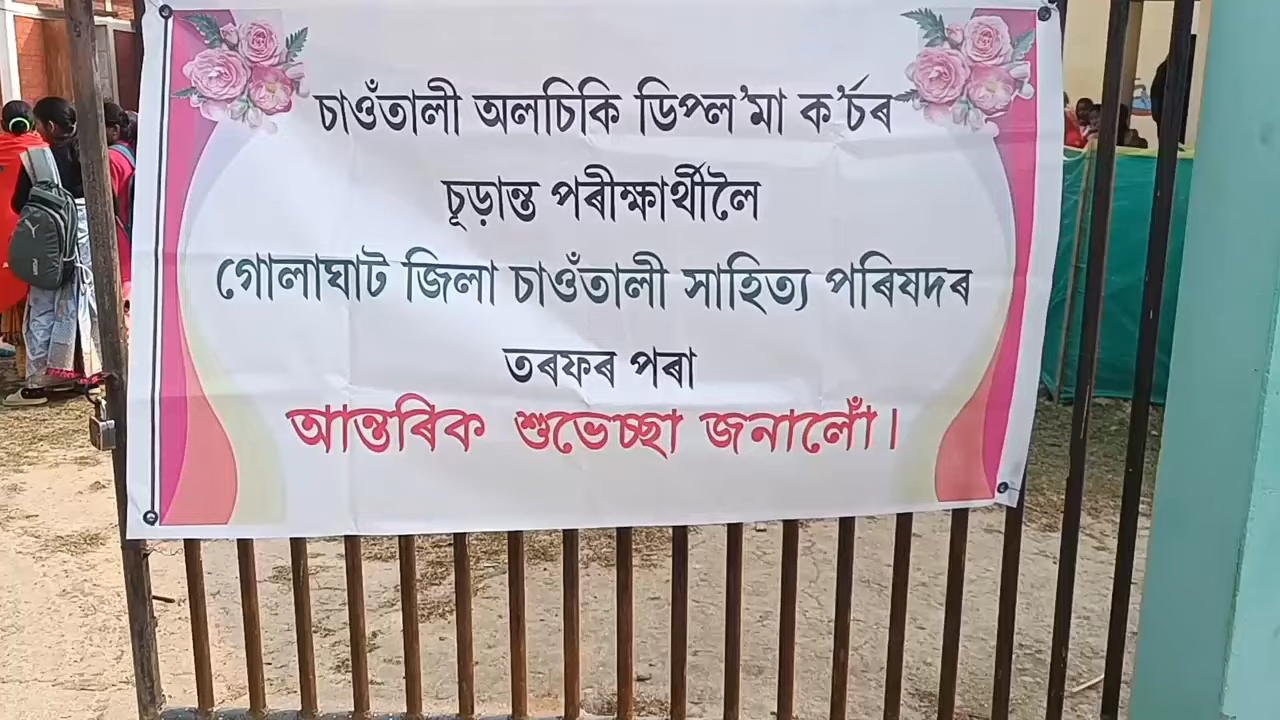 চাওঁতালী অলচিকি ডিপ্ল'মা ক'ৰ্চৰ
চূড়ান্ত পৰীক্ষাৰ্থীলৈ
গোলাঘাট জিলা চাওঁতালী সাহিত্য পৰিষদৰ
তৰফৰ পৰা
আন্তৰিক শুভেচ্ছা জনালোঁ।